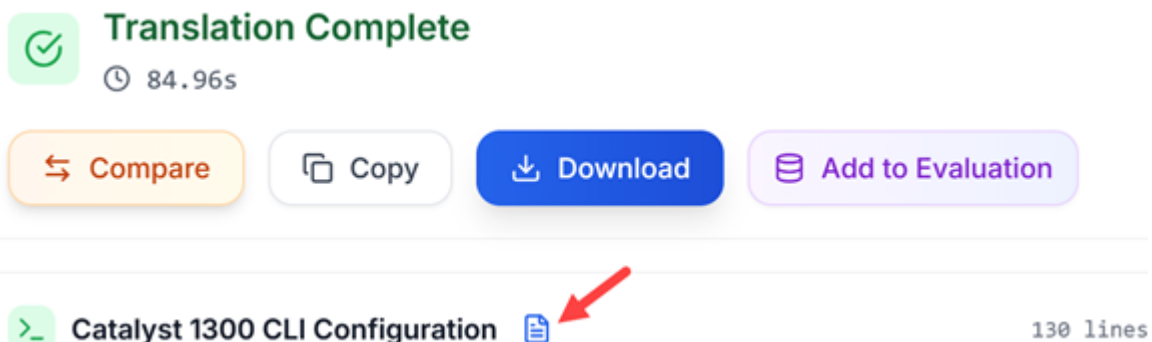 Translation Complete
84.96s
Compare
Copy
Download
Add to Evaluation
Catalyst 1300 CLI Configuration
130 lines